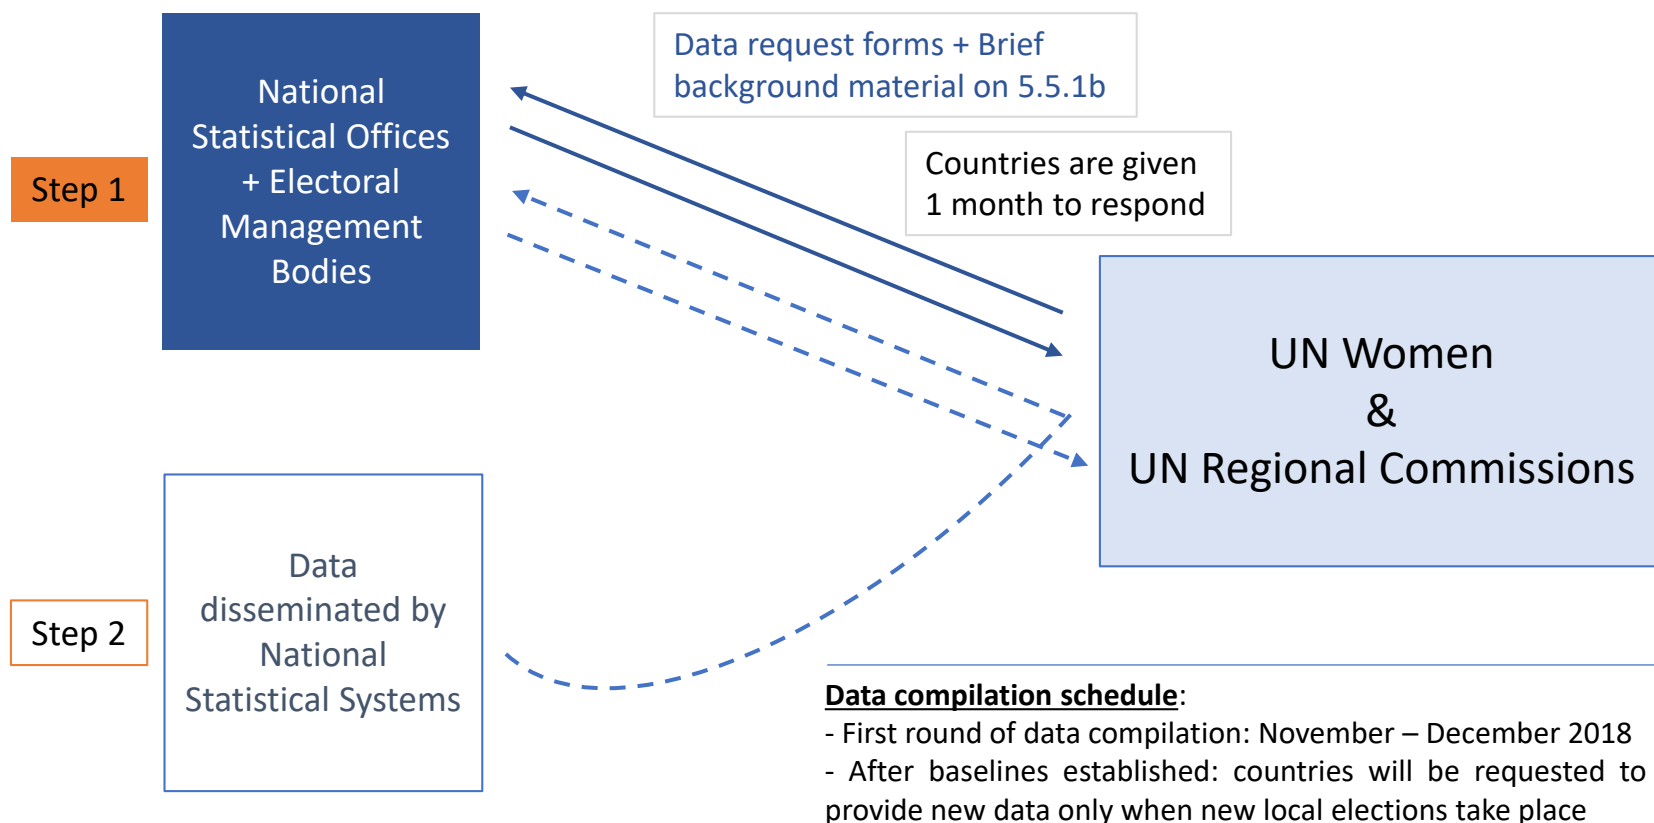 Step 1
National
Statistical Offices
+ Electoral
Management
Bodies
Data request forms + Brief
background material on 5.5.1b
Countries are given
1 month to respond
UN Women
&
UN Regional Commissions
Step 2
Data
disseminated by
National
Statistical Systems
Data compilation schedule:
- First round of data compilation: November – December 2018
- After baselines established: countries will be requested to
provide new data only when new local elections take place